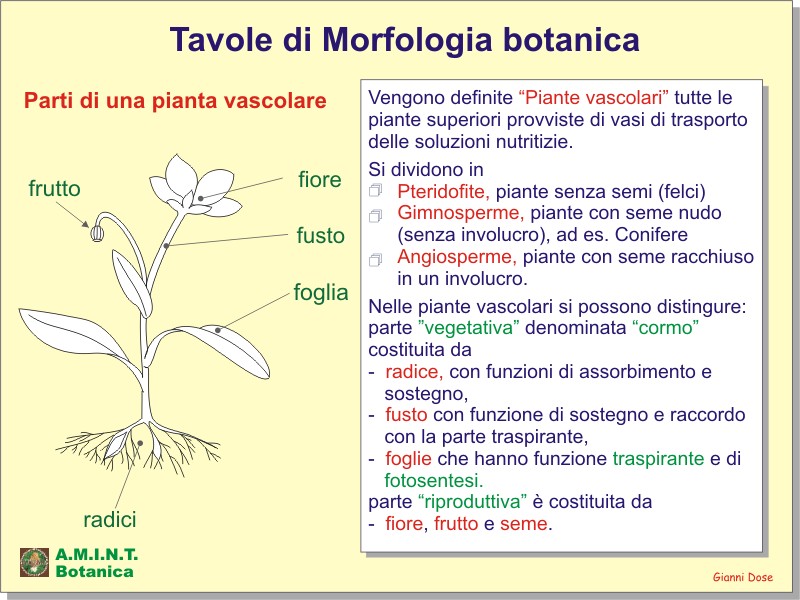 Tavole di Morfologia botanica
Parti di una pianta vascolare
frutto
fiore
fusto
foglia
radici
Vengono definite “Piante vascolari” tutte le
piante superiori provviste di vasi di trasporto
delle soluzioni nutritizie.
Si dividono in
Pteridofite, piante senza semi (felci)
Gimnosperme, piante con seme nudo
(senza involucro), ad es. Conifere
Angiosperme, piante con seme racchiuso
in un involucro.
Nelle piante vascolari si possono distingure:
parte ”vegetativa” denominata “cormo”
costituita da
- radice, con funzioni di assorbimento e
sostegno,
- fusto con funzione di sostegno e raccordo
con la parte traspirante,
- foglie che hanno funzione traspirante e di
fotosentesi.
parte “riproduttiva” è costituita da
- fiore, frutto e seme.
A.M.I.N.T.
Botanica
Gianni Dose